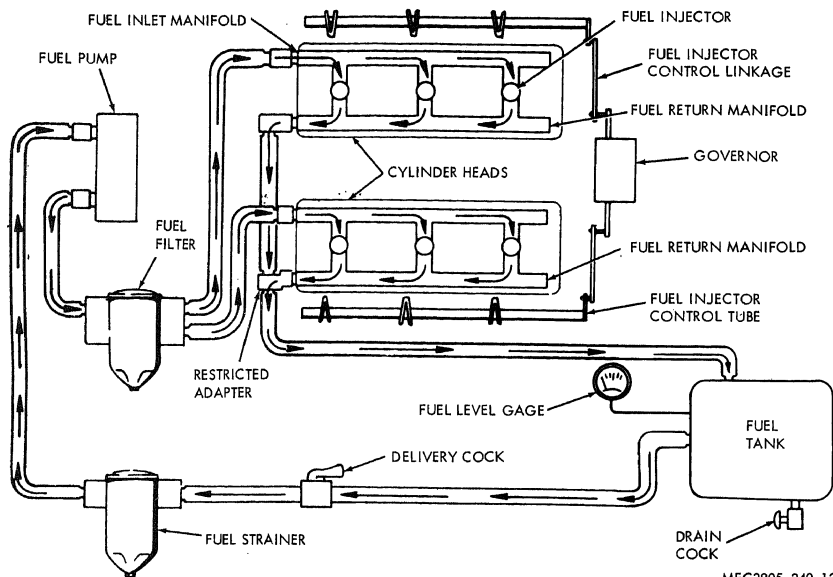 FUEL INLET MANIFOLD
FUEL INJECTOR
FUEL PUMP
FUEL INJECTOR
CONTROL LINKAGE
FUEL RETURN MANIFOLD
GOVERNOR
CYLINDER HEADS
FUEL
FILTER
FUEL RETURN MANIFOLD
FUEL INJECTOR
CONTROL TUBE
RESTRICTED
ADAPTER
FUEL LEVEL GAGE
FUEL
TANK
DELIVERY COCK
FUEL STRAINER
DRAIN
COCK